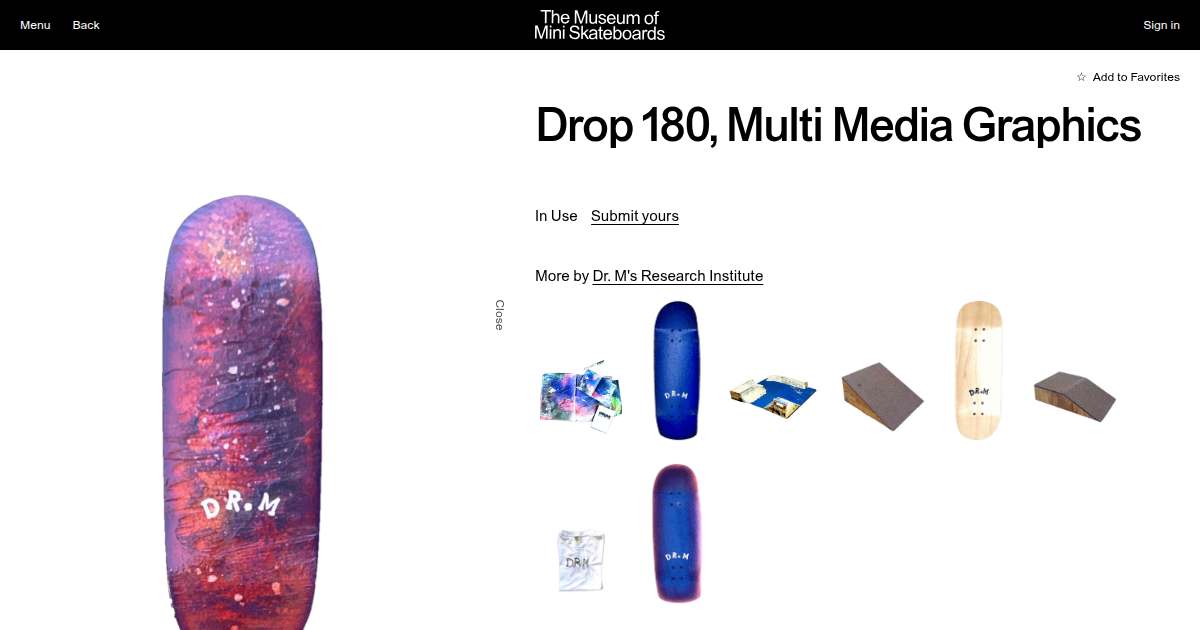 Menu
Back
The Museum of
Mini Skateboards
Sign in
☆ Add to Favorites
Drop 180, Multi Media Graphics
In Use Submit yours
More by Dr. M's Research Institute
Close
DR.M
DR.M
DR.M
DRM
DR.M